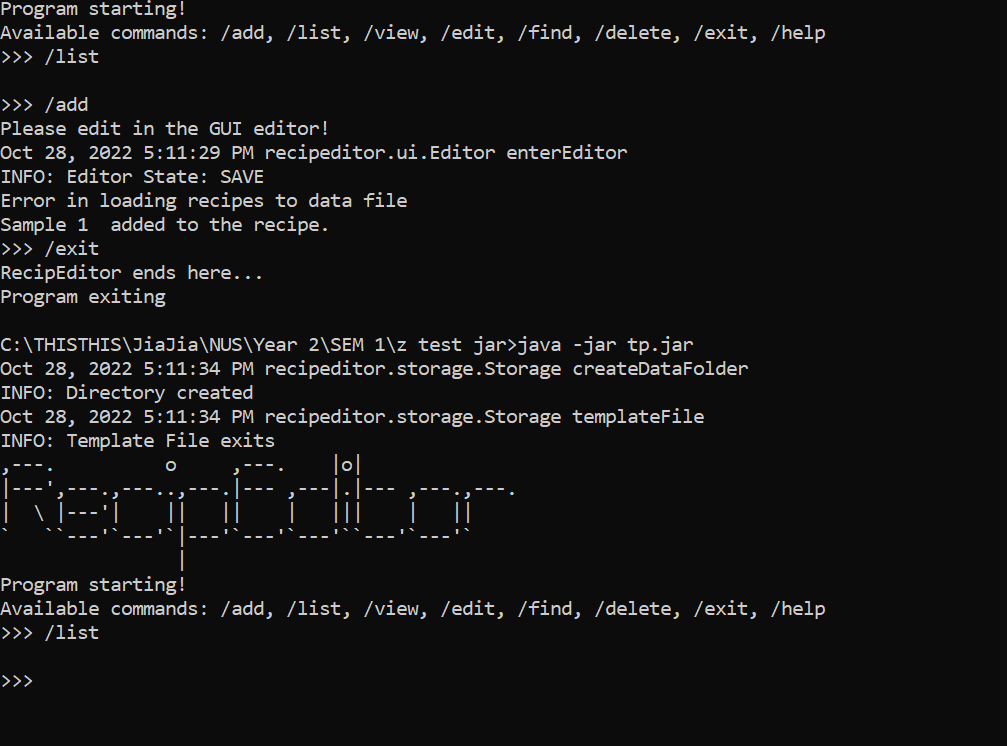 Program starting!
Available commands: /add, /list, /view, /edit, /find, /delete, /exit, /help
>>> /list
>>> /add
Please edit in the GUI editor!
Oct 28, 2022 5:11:29 PM recipeditor.ui.Editor enterEditor
INFO: Editor State: SAVE
Error in loading recipes to data file
Sample 1  added to the recipe.
>>> /exit
RecipEditor ends here...
Program exiting
C:\THISTHIS\JiaJia\NUS\Year 2\SEM 1\z test jar>java -jar tp.jar
Oct 28, 2022 5:11:34 PM recipeditor.storage.Storage createDataFolder
INFO: Directory created
Oct 28, 2022 5:11:34 PM recipeditor.storage.Storage templateFile
INFO: Template File exits
,---.          o     ,---.    |o|
|---',---.,---..,---.|--- ,---|.|--- ,---.,---.
|  \ |---'|    ||   ||    |   |||    |   ||
`   ``---'`---'`|---'`---'`---'``---'`---'`
                |
Program starting!
Available commands: /add, /list, /view, /edit, /find, /delete, /exit, /help
>>> /list
>>>